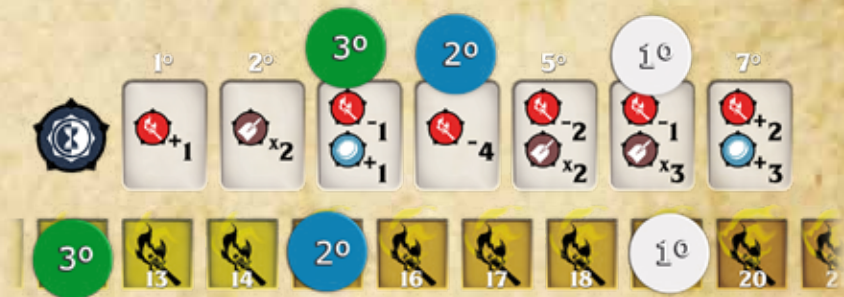 1º 2º 3º 2º 5º 1º 7º
+1 x2 -1 -4 -2 -1 +2
+1 x2 x3 +3
3º 13 14 2º 16 17 18 1º 20 2